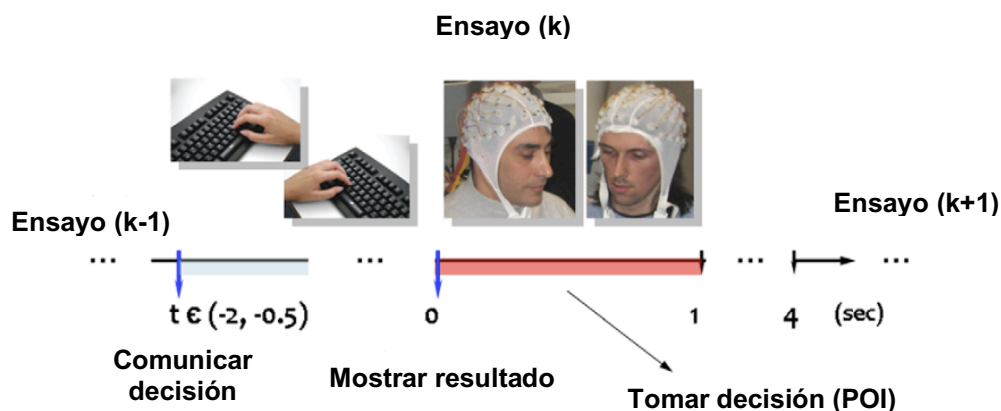 Ensayo (k)
Ensayo (k-1)
Ensayo (k+1)
... ... ... ...
t € (-2, -0.5) 0 1 4 (sec)
Comunicar
decisión
Mostrar resultado
Tomar decisión (POI)